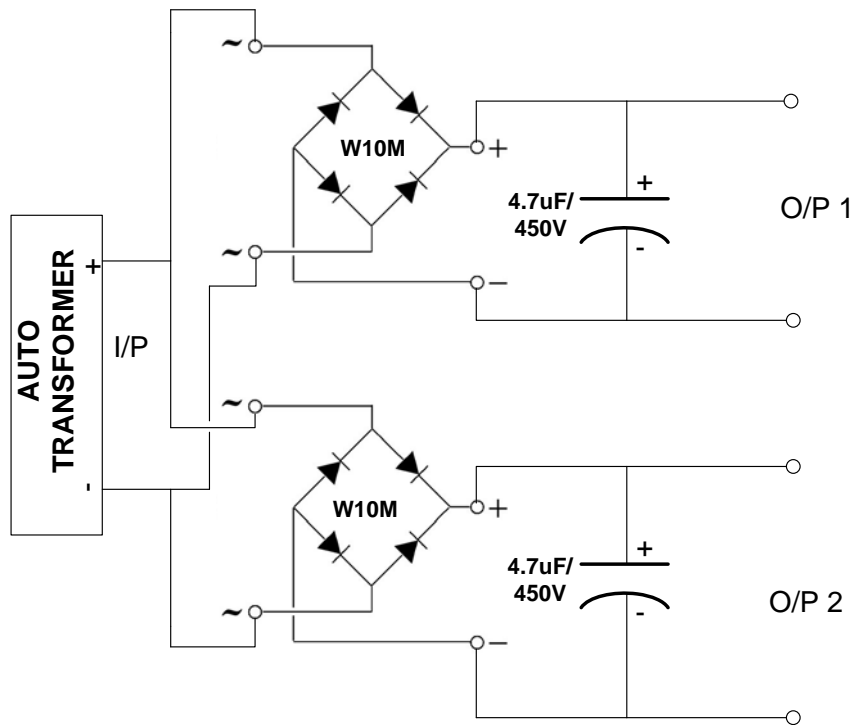 ~
W10M
+
4.7uF/
450V
+
-
O/P 1
~
–
AUTO
TRANSFORMER
+
-
I/P
~
W10M
+
4.7uF/
450V
+
-
O/P 2
~
–